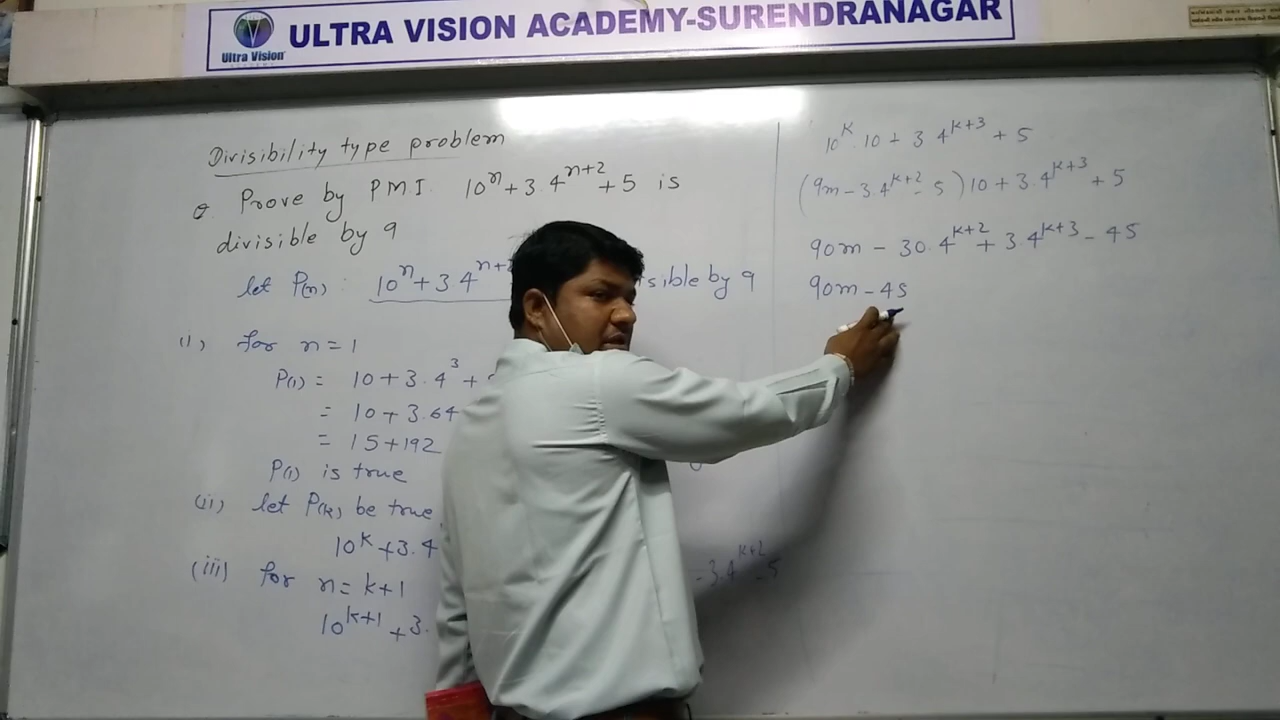 ULTRA VISION ACADEMY-SURENDRANAGAR
Ultra Vision
Divisibility type problem
Q. Prove by P.M.I. 10^n + 3.4^{n+2} + 5 is
divisible by 9
let P(n) : 10^n + 3.4^{n+2 sible by 9
(i) for n=1
P(1) = 10 + 3.4^3 +
= 10 + 3.64
= 15+192
P(1) is true
(ii) let P(k) be true,
10^k + 3.4
= 3.4^{k+2} - 5
(iii) for n = k+1
10^{k+1} + 3.
10^k.10 + 3 4^{k+3} + 5
(9m - 3.4^{k+2} - 5)10 + 3.4^{k+3} + 5
90m - 30.4^{k+2} + 3.4^{k+3} - 45
90m - 45